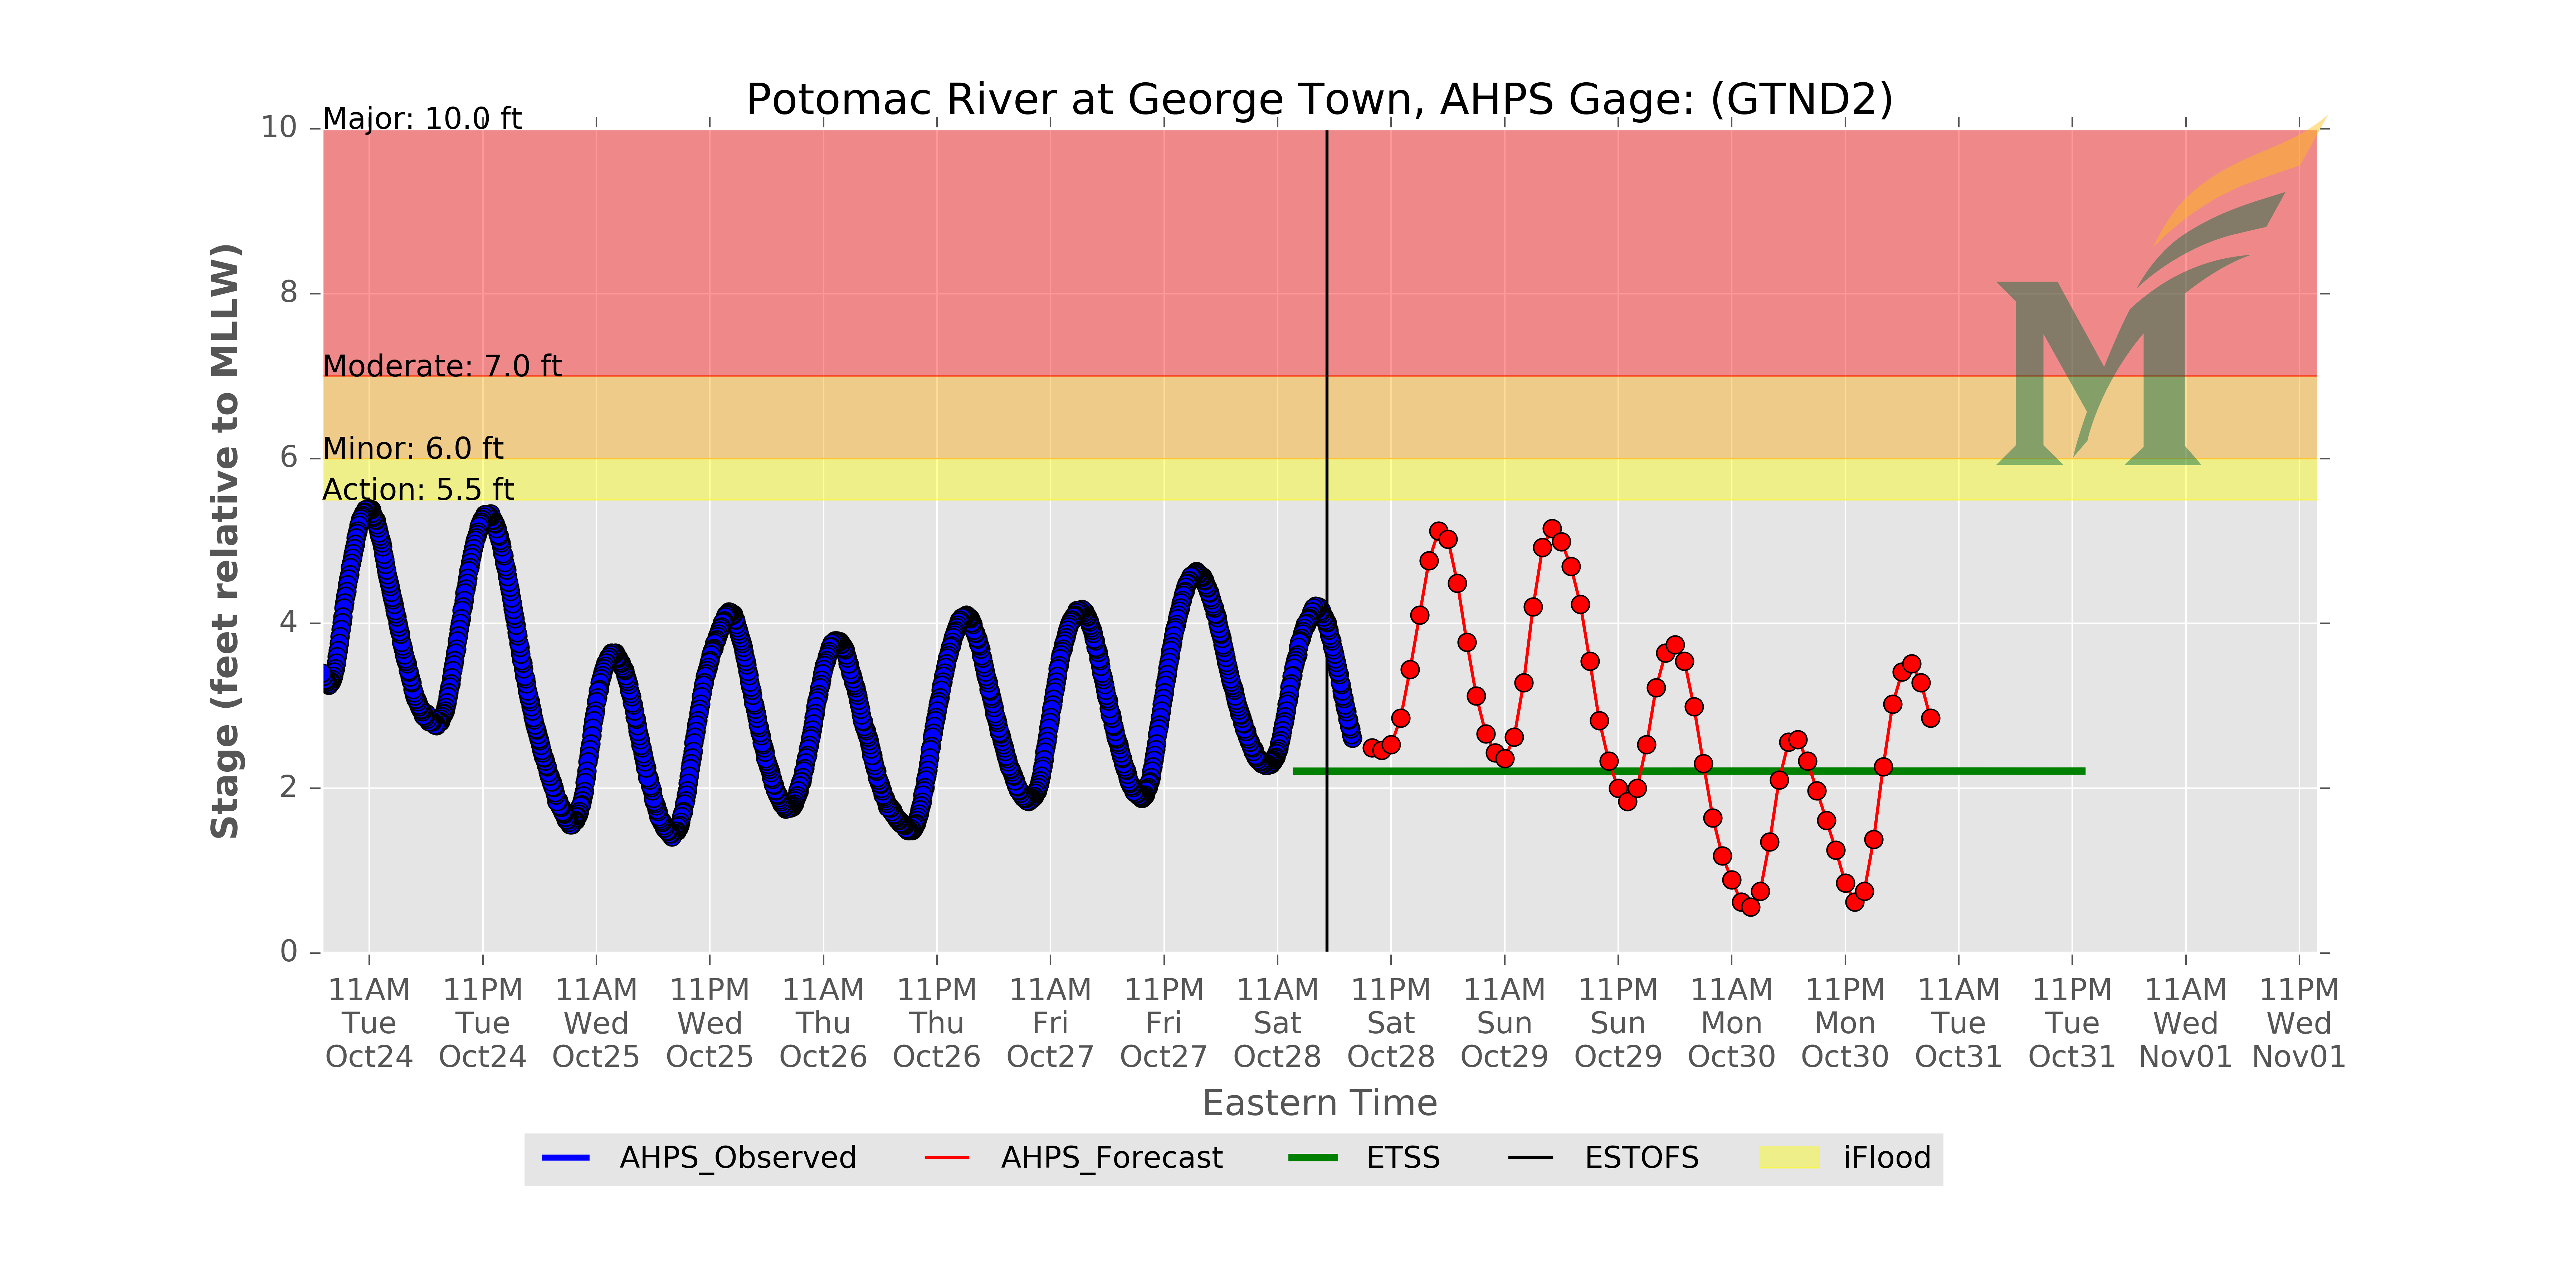 Potomac River at George Town, AHPS Gage: (GTND2)
Major: 10.0 ft
Moderate: 7.0 ft
Minor: 6.0 ft
Action: 5.5 ft
Stage (feet relative to MLLW)
10
8
6
4
2
0
11AM 11PM 11AM 11PM 11AM 11PM 11AM 11PM 11AM 11PM 11AM 11PM 11AM 11PM 11AM 11PM 11AM 11PM
Tue Tue Wed Wed Thu Thu Fri Fri Sat Sat Sun Sun Mon Mon Tue Tue Wed Wed
Oct24 Oct24 Oct25 Oct25 Oct26 Oct26 Oct27 Oct27 Oct28 Oct28 Oct29 Oct29 Oct30 Oct30 Oct31 Oct31 Nov01 Nov01
Eastern Time
AHPS_Observed AHPS_Forecast ETSS ESTOFS iFlood
M